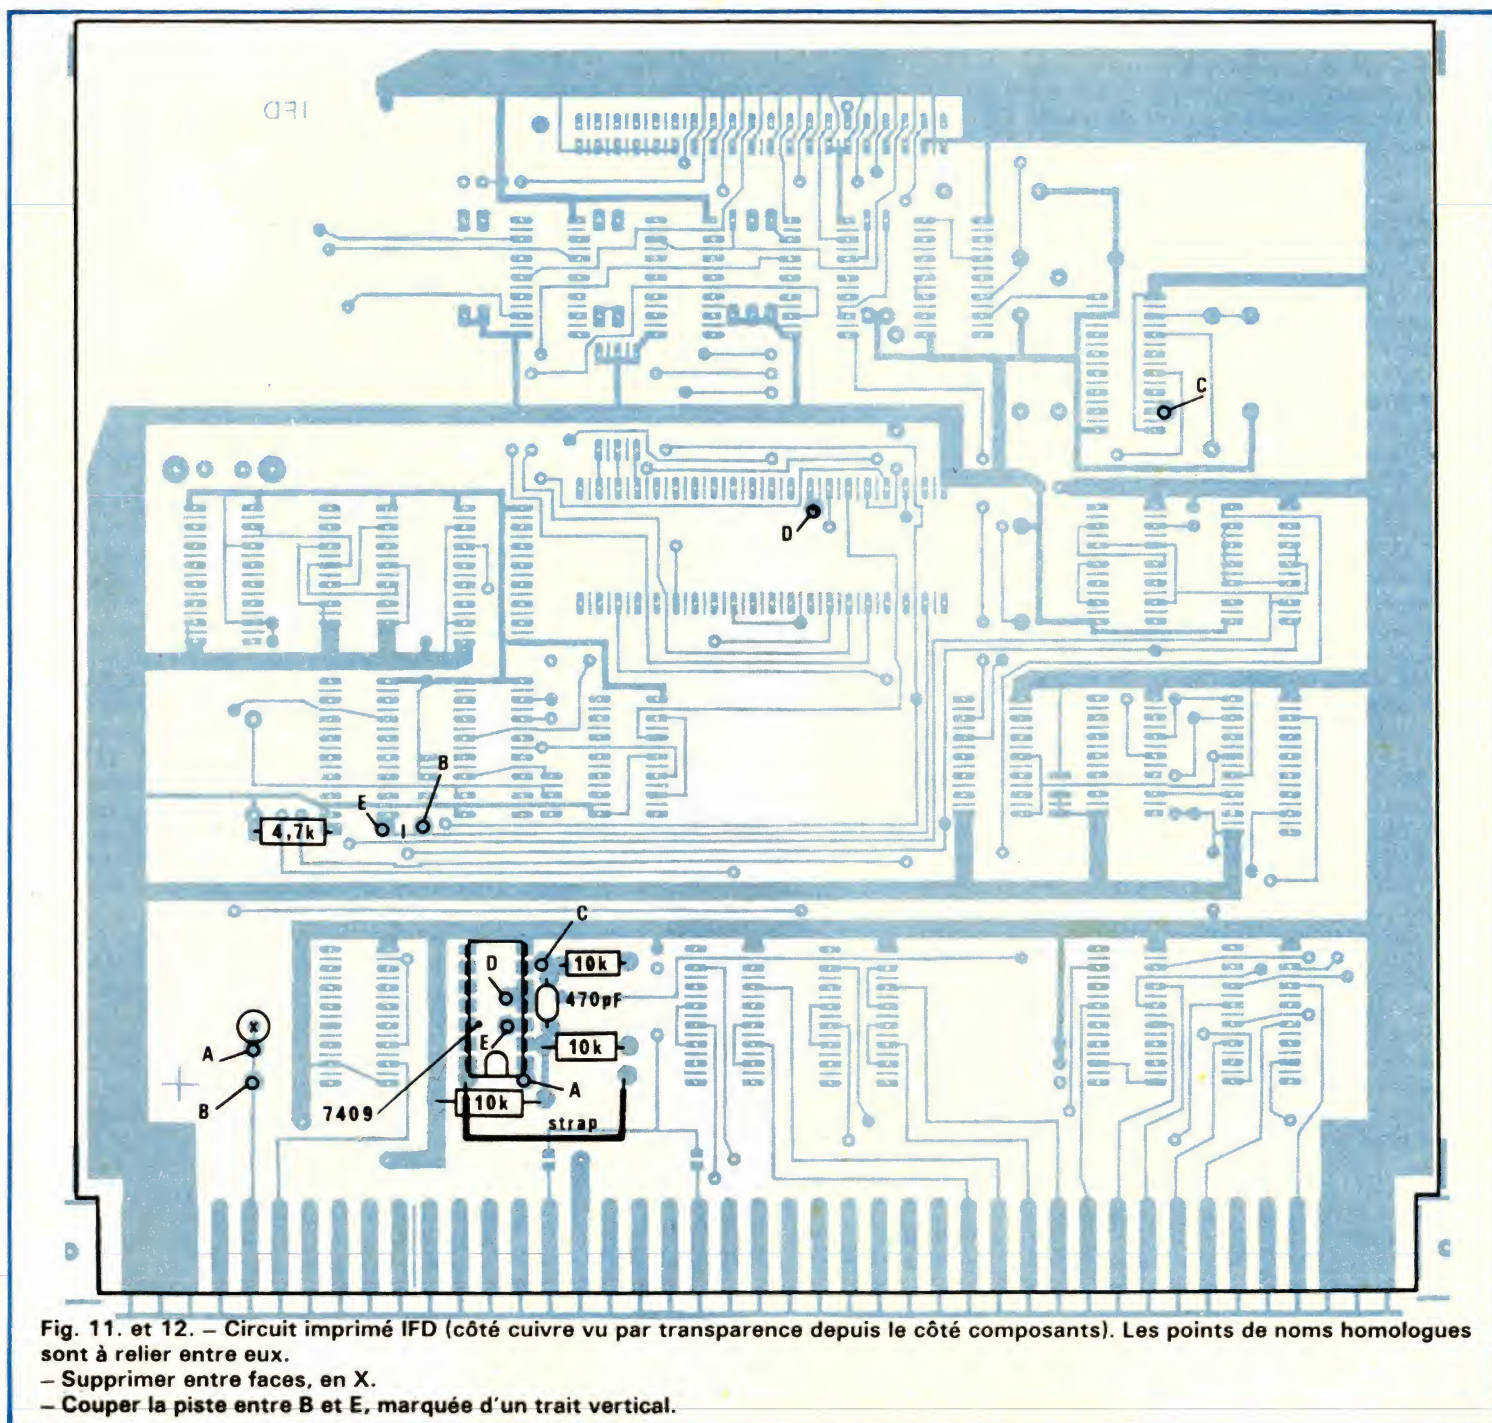 IFD
C
D
B
E
4,7k
C
D
10k
470pF
X
A
E
10k
A
B
7409
10k
strap
Fig. 11. et 12. – Circuit imprimé IFD (côté cuivre vu par transparence depuis le côté composants). Les points de noms homologues
sont à relier entre eux.
– Supprimer entre faces, en X.
– Couper la piste entre B et E, marquée d'un trait vertical.